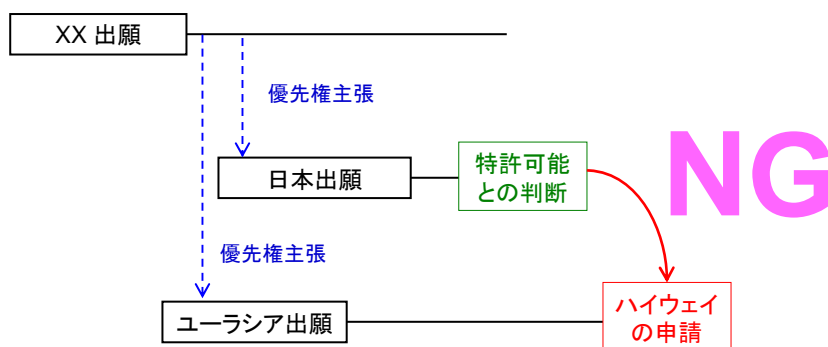 XX 出願
優先権主張
日本出願
特許可能
との判断
NG
優先権主張
ユーラシア出願
ハイウェイ
の申請